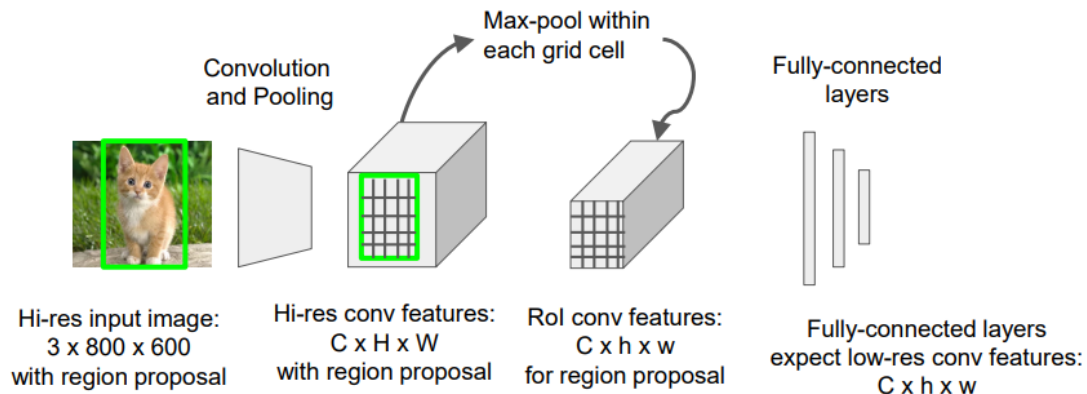 Max-pool within
each grid cell
Convolution
and Pooling
Fully-connected
layers
Hi-res input image:
3 x 800 x 600
with region proposal
Hi-res conv features:
C x H x W
with region proposal
RoI conv features:
C x h x w
for region proposal
Fully-connected layers
expect low-res conv features:
C x h x w